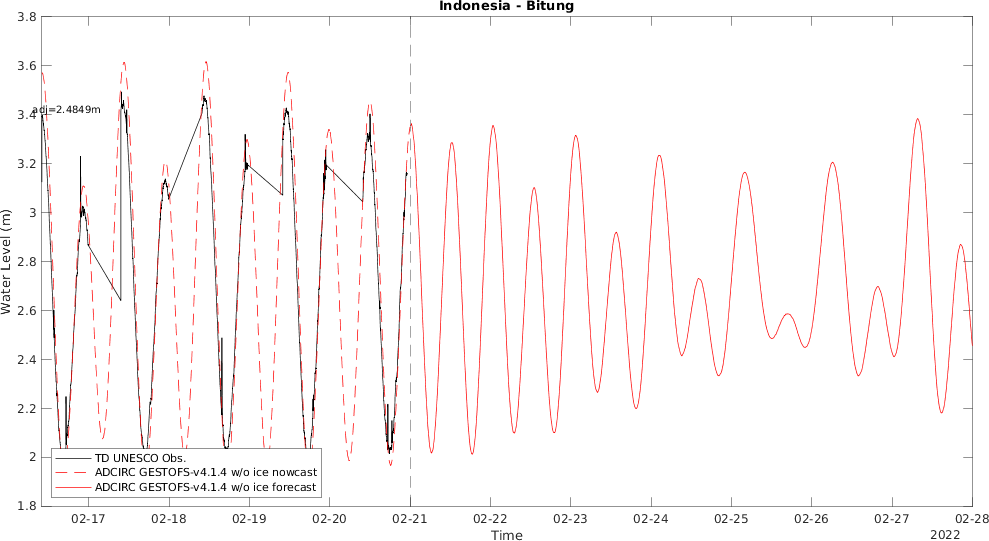 Indonesia - Bitung
3.8
3.6
adj=2.4849m
3.4
3.2
3
2.8
2.6
2.4
2.2
2
1.8
Water Level (m)
TD UNESCO Obs.
ADCIRC GESTOFS-v4.1.4 w/o ice nowcast
ADCIRC GESTOFS-v4.1.4 w/o ice forecast
02-17 02-18 02-19 02-20 02-21 02-22 02-23 02-24 02-25 02-26 02-27 02-28
2022
Time